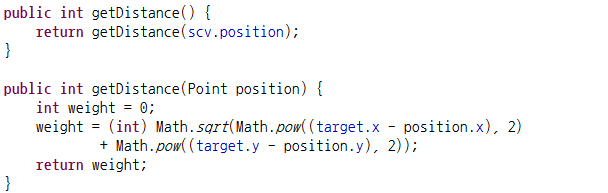 public int getDistance() {
    return getDistance(scv.position);
}

public int getDistance(Point position) {
    int weight = 0;
    weight = (int) Math.sqrt(Math.pow((target.x - position.x), 2)
            + Math.pow((target.y - position.y), 2));
    return weight;
}